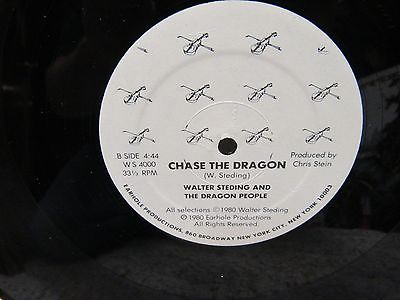 B SIDE 4:44
WS 4000
33⅓ RPM
CHASE THE DRAGON
(W. Steding)
Produced by
Chris Stein
WALTER STEDING AND
THE DRAGON PEOPLE
All selections ©1980 Walter Steding
℗ 1980 Earhole Productions
All Rights Reserved.
EARHOLE PRODUCTIONS, 860 BROADWAY NEW YORK CITY, NEW YORK 10003